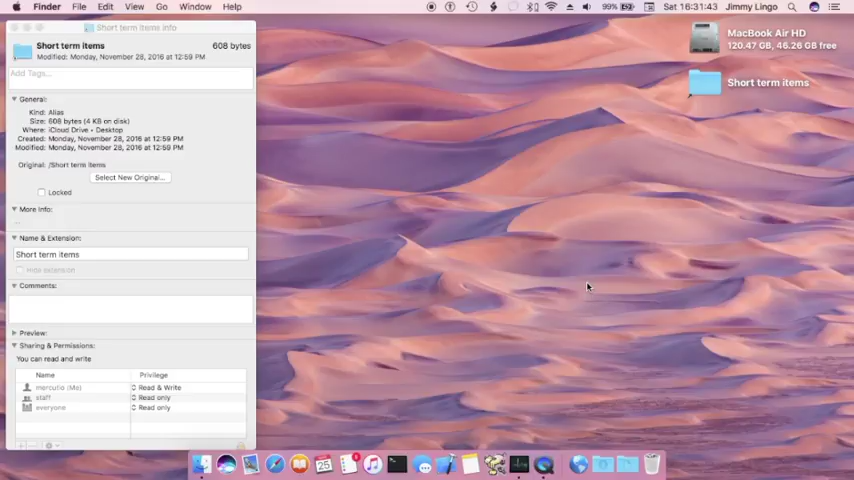 Finder File Edit View Go Window Help
99% Sat 16:31:43 Jimmy Lingo
Short term items Info
Short term items 608 bytes
Modified: Monday, November 28, 2016 at 12:59 PM
Add Tags...
General:
Kind: Alias
Size: 608 bytes (4 KB on disk)
Where: iCloud Drive • Desktop
Created: Monday, November 28, 2016 at 12:59 PM
Modified: Monday, November 28, 2016 at 12:59 PM
Original: /Short term items
Select New Original...
Locked
More Info:
--
Name & Extension:
Short term items
Hide extension
Comments:
Preview:
Sharing & Permissions:
You can read and write
Name Privilege
mercutio (Me) Read & Write
staff Read only
everyone Read only
MacBook Air HD
120.47 GB, 46.26 GB free
Short term items
25